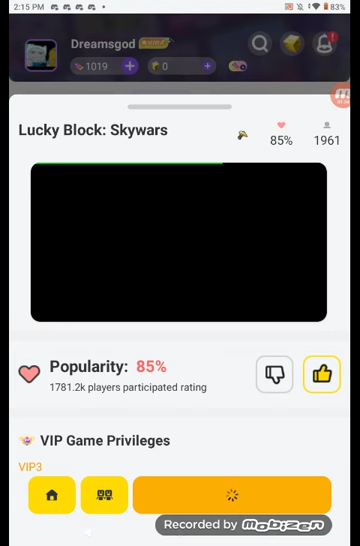 2:15 PM
83%
Dreamsgod
1019
0
Lucky Block: Skywars
85%
1961
Popularity: 85%
1781.2k players participated rating
VIP Game Privileges
VIP3
Recorded by mobizen